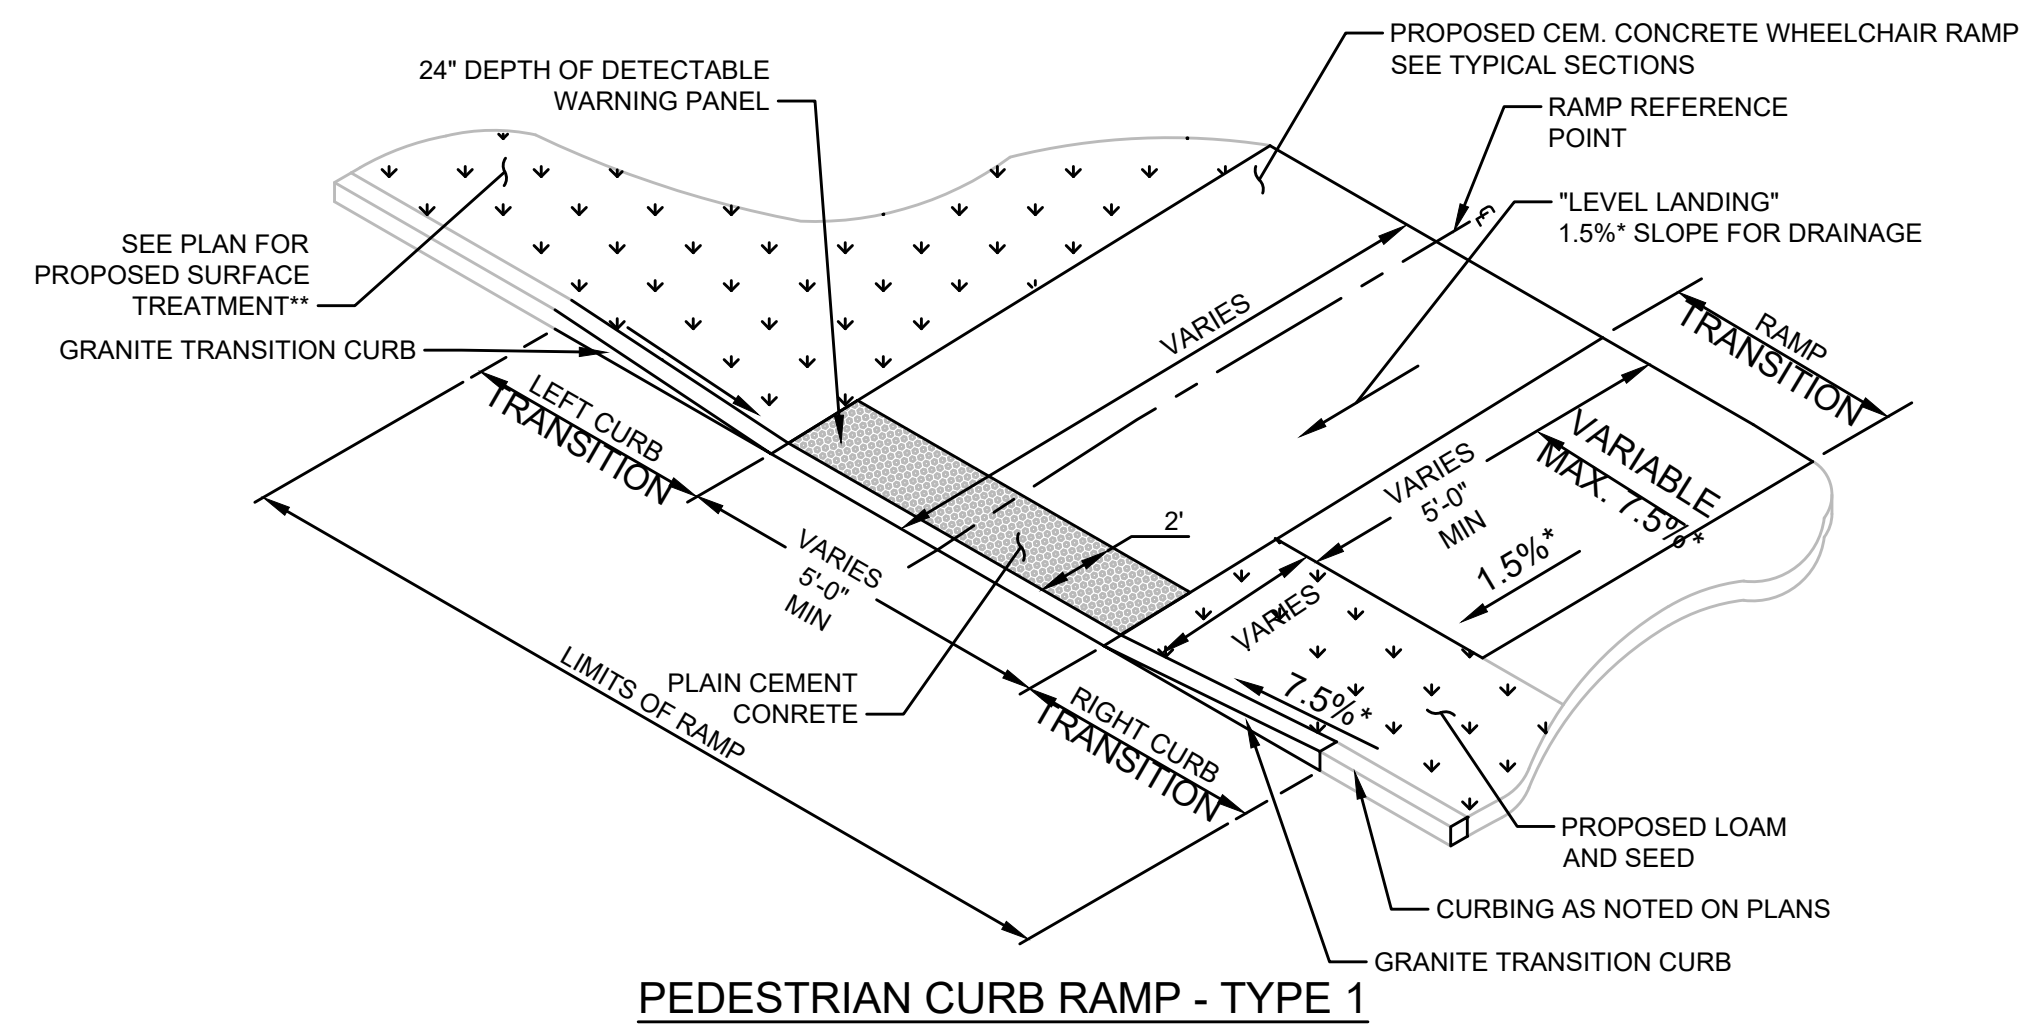 PROPOSED CEM. CONCRETE WHEELCHAIR RAMP
SEE TYPICAL SECTIONS
24" DEPTH OF DETECTABLE
WARNING PANEL
RAMP REFERENCE
POINT
"LEVEL LANDING"
1.5%* SLOPE FOR DRAINAGE
℄
SEE PLAN FOR
PROPOSED SURFACE
TREATMENT**
GRANITE TRANSITION CURB
VARIES
RAMP
TRANSITION
LEFT CURB
TRANSITION
VARIABLE
MAX. 7.5%*
VARIES
5'-0"
MIN
1.5%*
2'
VARIES
5'-0"
MIN
VARIES
7.5%*
LIMITS OF RAMP
PLAIN CEMENT
CONRETE
RIGHT CURB
TRANSITION
PROPOSED LOAM
AND SEED
CURBING AS NOTED ON PLANS
GRANITE TRANSITION CURB
PEDESTRIAN CURB RAMP - TYPE 1